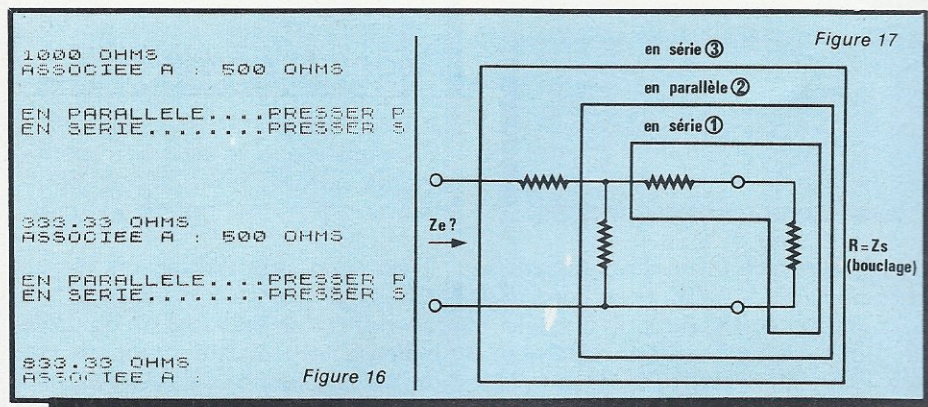 1000 OHMS
ASSOCIEE A : 500 OHMS
EN PARALLELE....PRESSER P
EN SERIE........PRESSER S
333.33 OHMS
ASSOCIEE A : 500 OHMS
EN PARALLELE....PRESSER P
EN SERIE........PRESSER S
833.33 OHMS
ASSOCIEE A :
Figure 16
Figure 17
en série ③
en parallèle ②
en série ①
Ze ?
R = Zs
(bouclage)